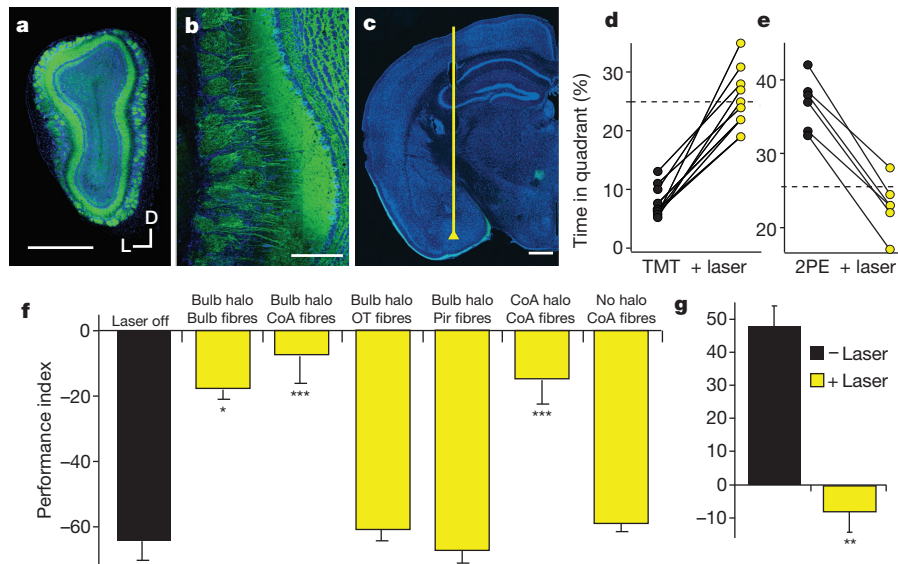 a
b
c
d
e
D
L
Time in quadrant (%)
30
20
10
0
40
30
20
TMT + laser
2PE + laser
f
Laser off
Bulb halo
Bulb fibres
Bulb halo
CoA fibres
Bulb halo
OT fibres
Bulb halo
Pir fibres
CoA halo
CoA fibres
No halo
CoA fibres
Performance index
0
−20
−40
−60
*
***
***
g
50
40
30
20
10
0
−10
− Laser
+ Laser
**